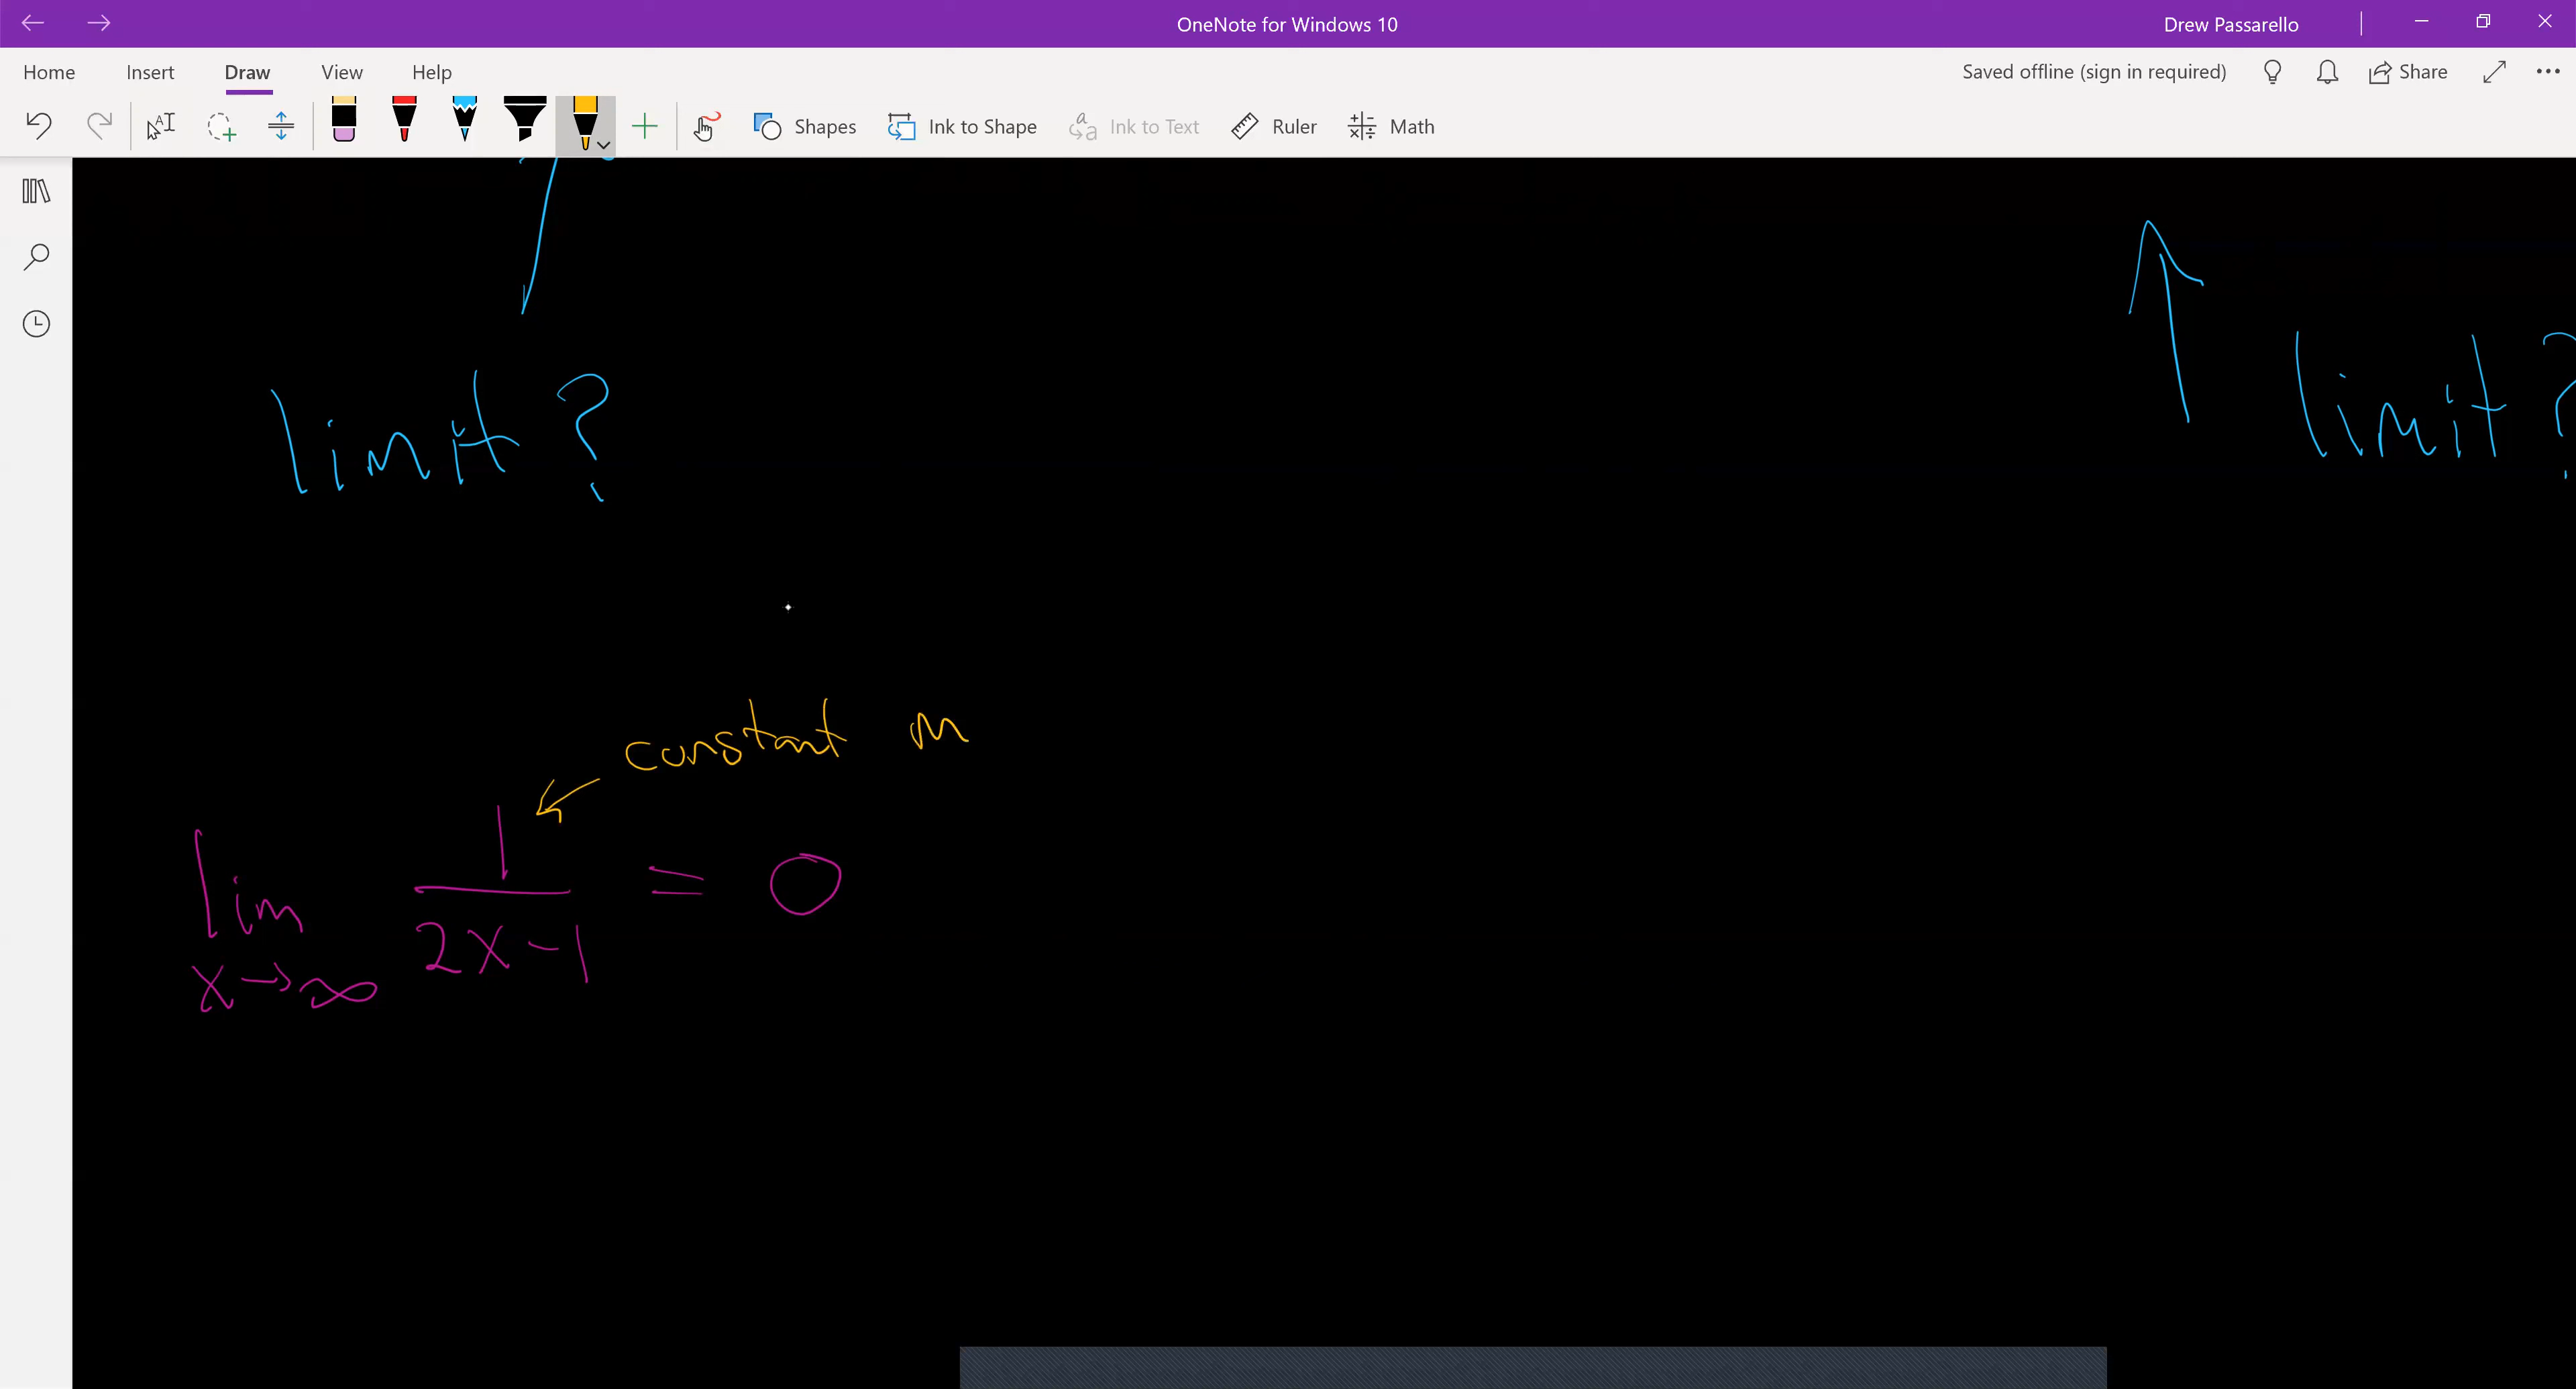 OneNote for Windows 10
Drew Passarello
Home Insert Draw View Help
Saved offline (sign in required) Share
Shapes Ink to Shape Ink to Text Ruler Math
limit?
limit?
constant m
lim x→∞ 1/(2x-1) = 0